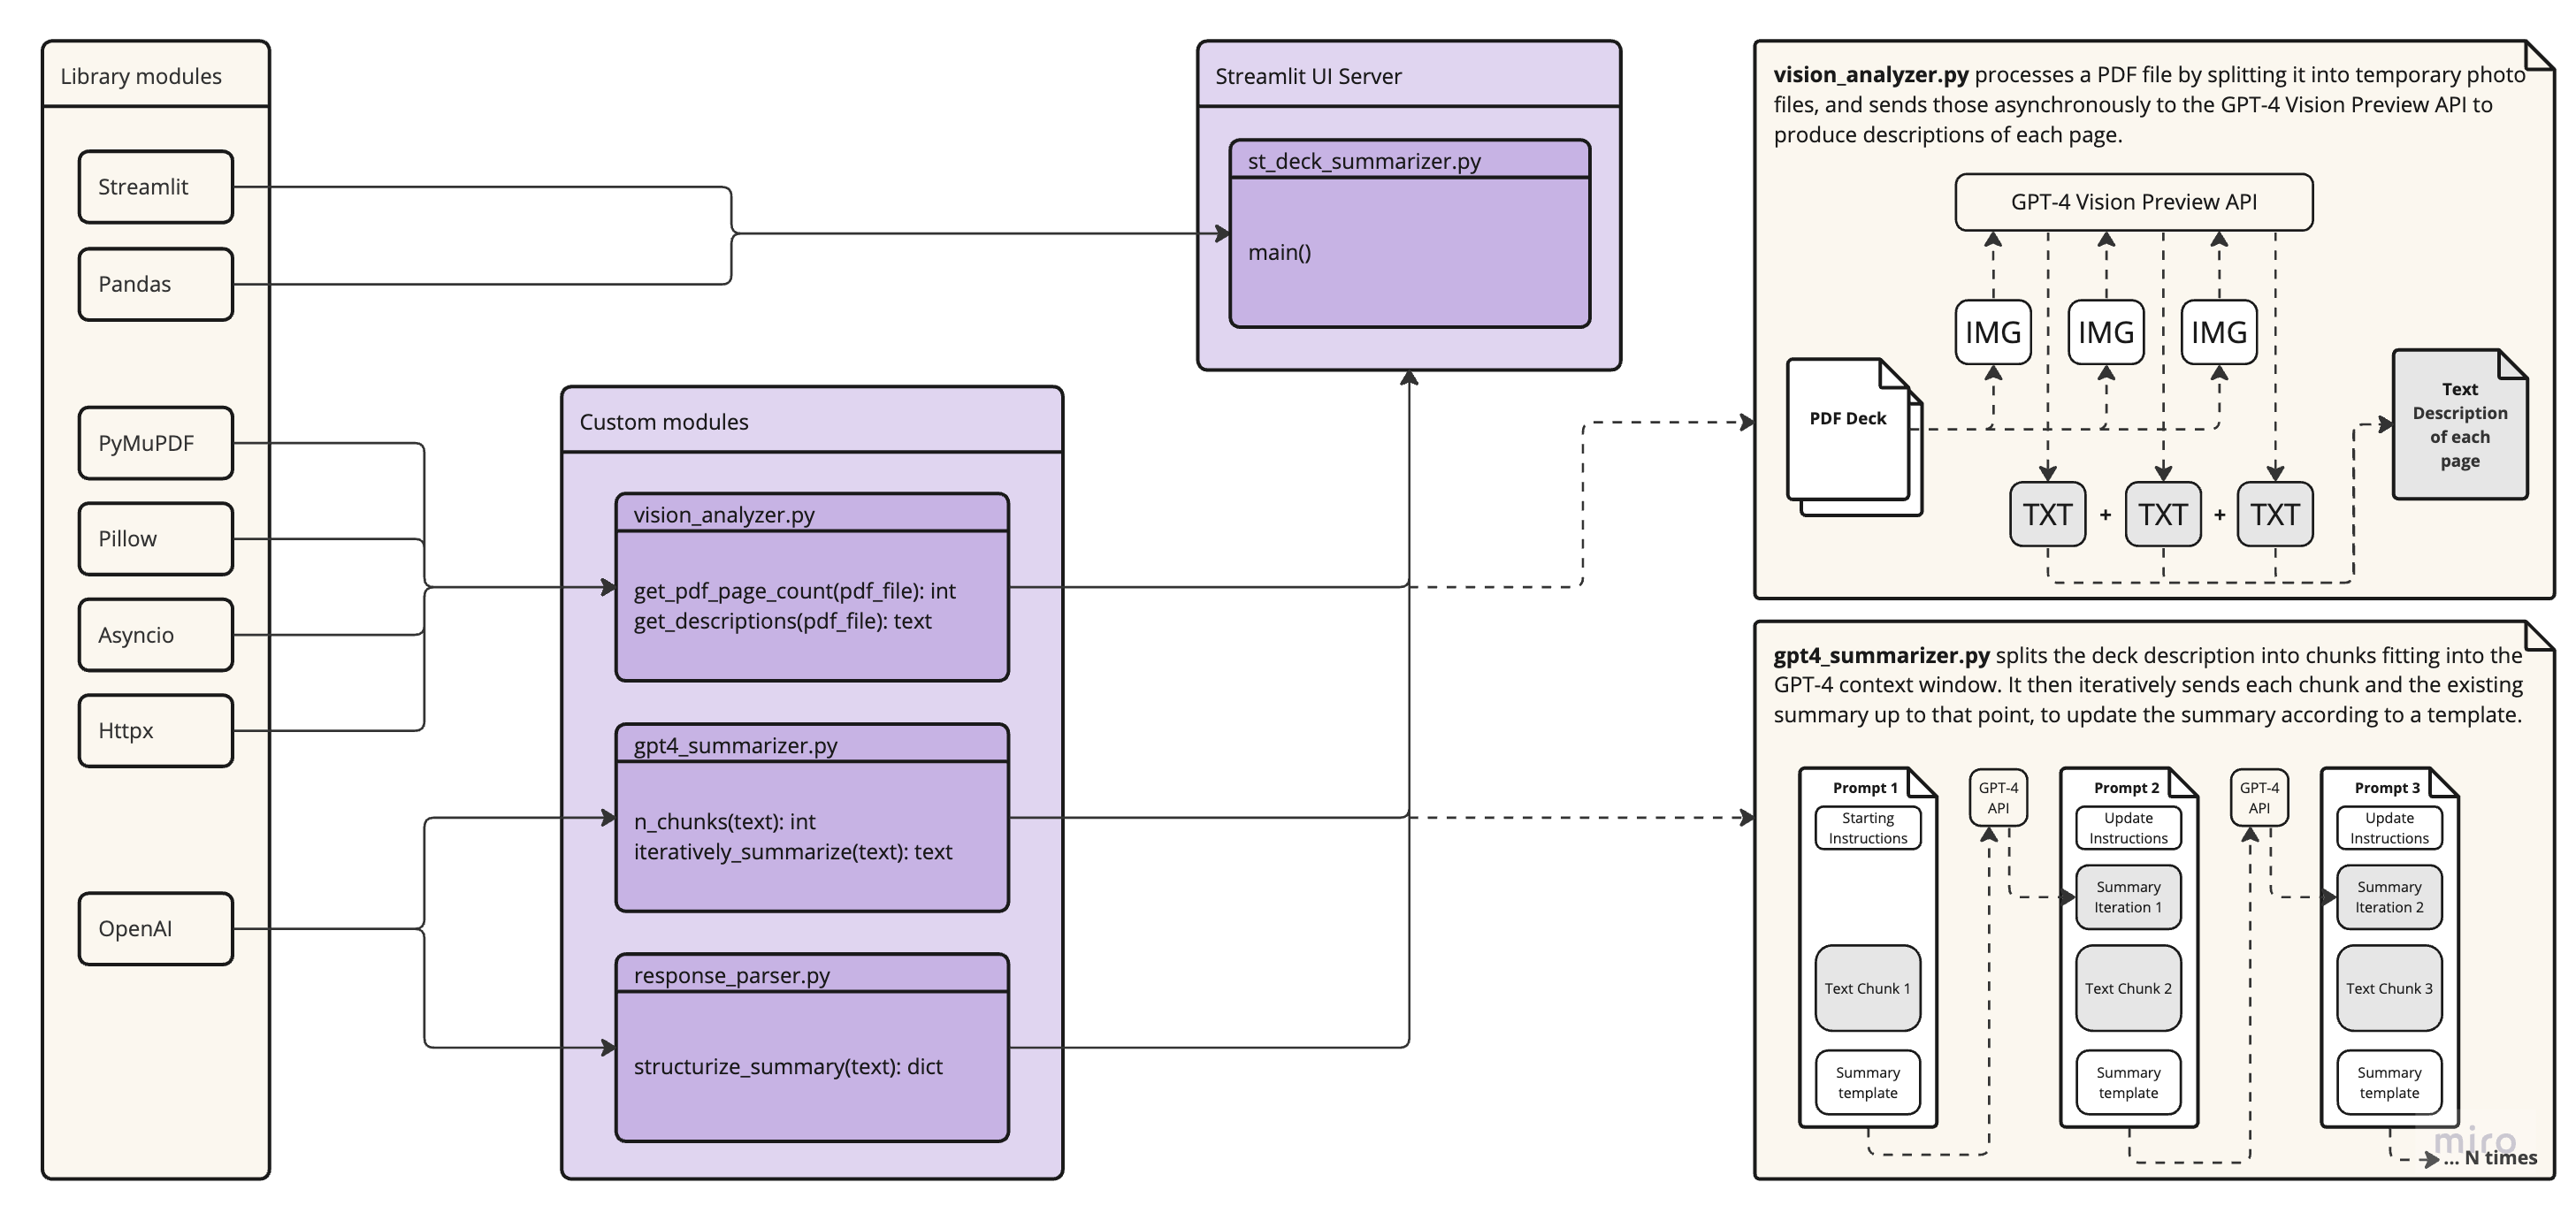 Library modules
Streamlit
Pandas
PyMuPDF
Pillow
Asyncio
Httpx
OpenAI
Custom modules
vision_analyzer.py
get_pdf_page_count(pdf_file): int
get_descriptions(pdf_file): text
gpt4_summarizer.py
n_chunks(text): int
iteratively_summarize(text): text
response_parser.py
structurize_summary(text): dict
Streamlit UI Server
st_deck_summarizer.py
main()
vision_analyzer.py processes a PDF file by splitting it into temporary photo
files, and sends those asynchronously to the GPT-4 Vision Preview API to
produce descriptions of each page.
GPT-4 Vision Preview API
IMG
IMG
IMG
PDF Deck
TXT + TXT + TXT
Text
Description
of each
page
gpt4_summarizer.py splits the deck description into chunks fitting into the
GPT-4 context window. It then iteratively sends each chunk and the existing
summary up to that point, to update the summary according to a template.
Prompt 1
Starting
Instructions
Text Chunk 1
Summary
template
GPT-4
API
Prompt 2
Update
Instructions
Summary
Iteration 1
Text Chunk 2
Summary
template
GPT-4
API
Prompt 3
Update
Instructions
Summary
Iteration 2
Text Chunk 3
Summary
template
miro
... N times